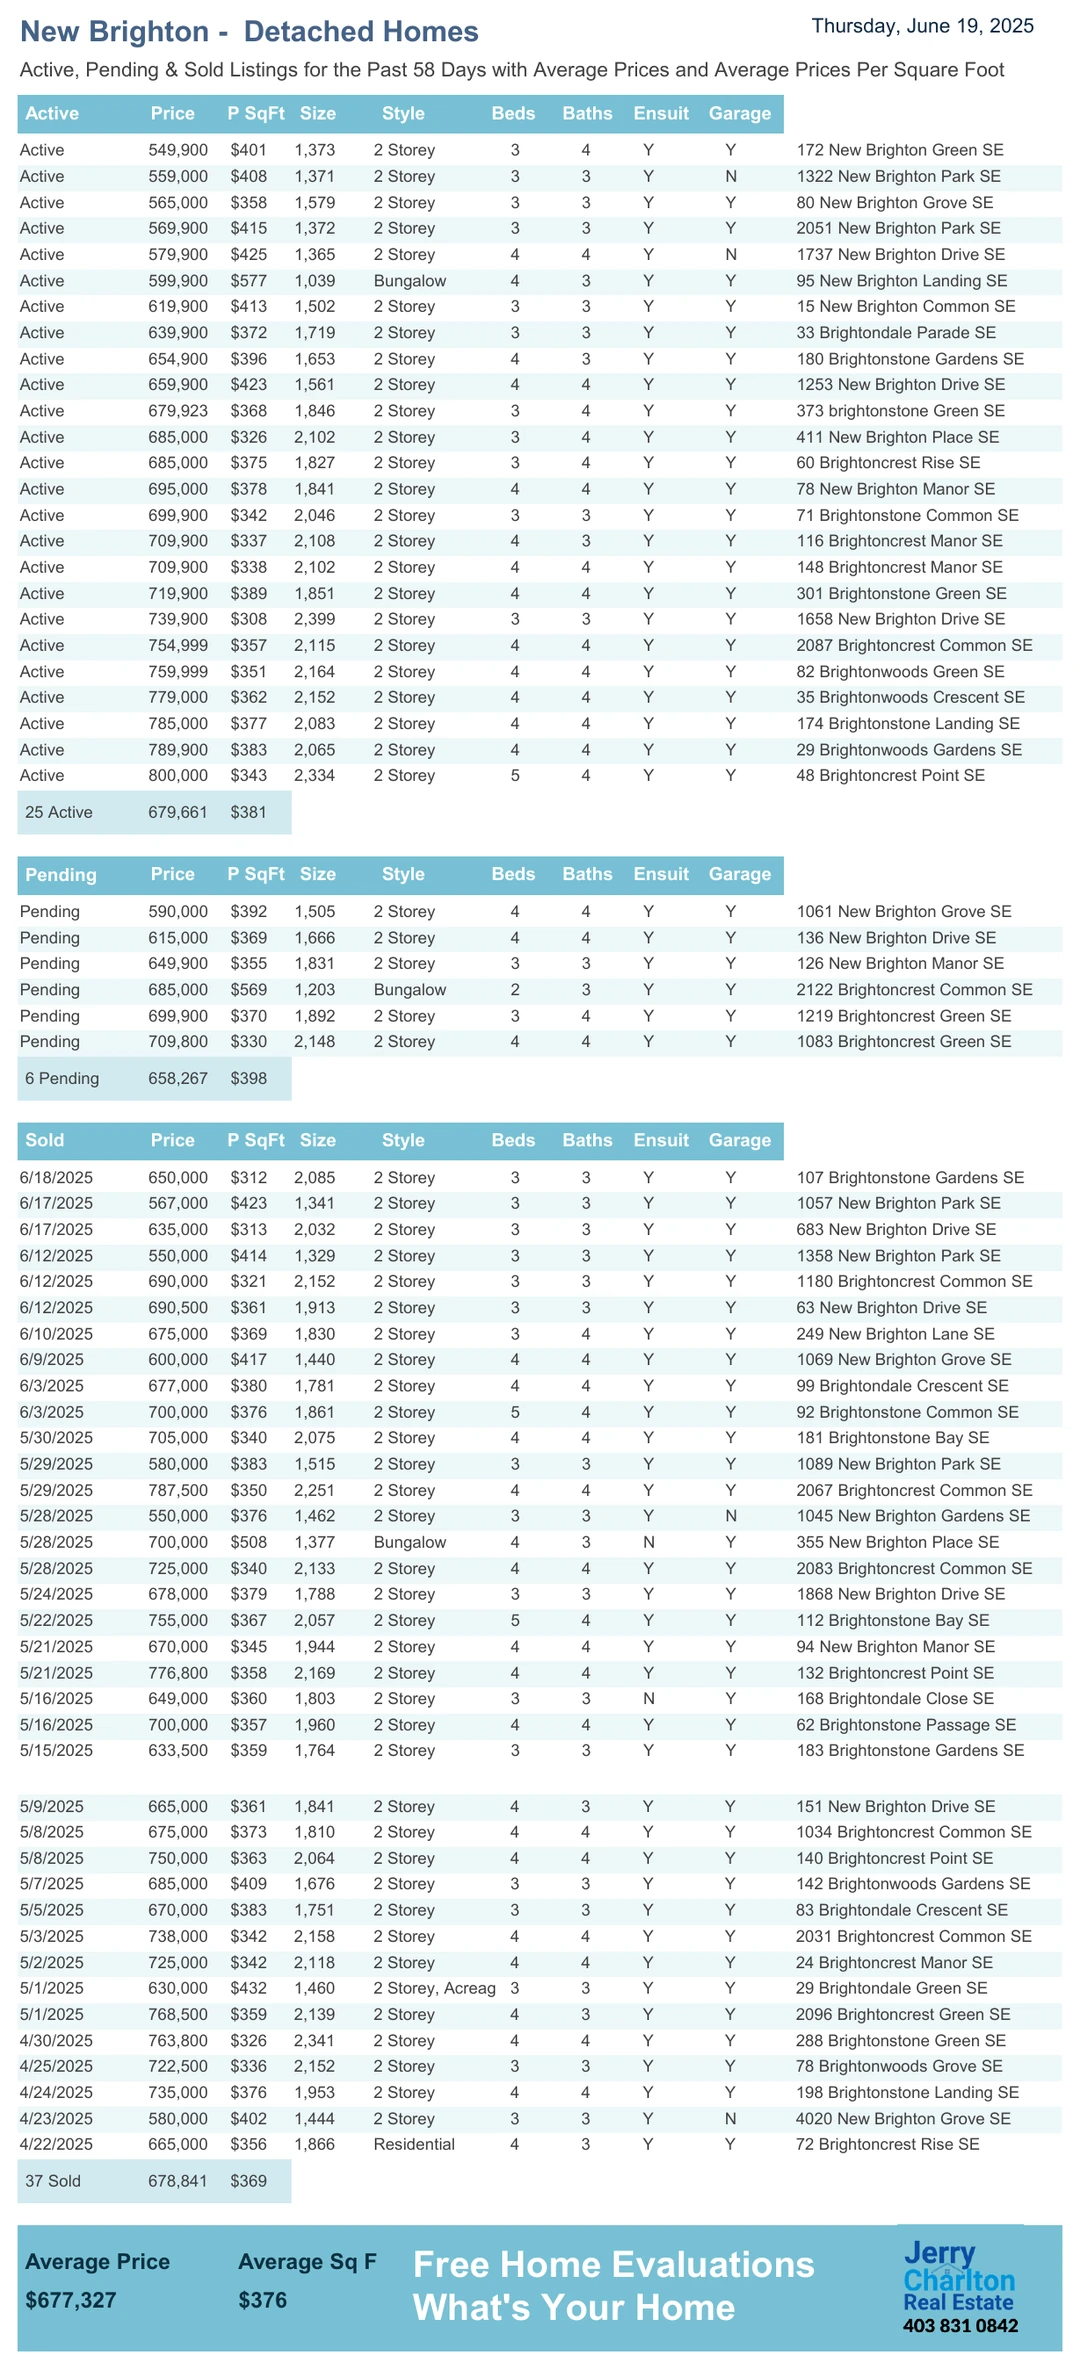 New Brighton - Detached Homes
Thursday, June 19, 2025
Active, Pending & Sold Listings for the Past 58 Days with Average Prices and Average Prices Per Square Foot
Active Price P SqFt Size Style Beds Baths Ensuit Garage
Active 549,900 $401 1,373 2 Storey 3 4 Y Y 172 New Brighton Green SE
Active 559,000 $408 1,371 2 Storey 3 3 Y N 1322 New Brighton Park SE
Active 565,000 $358 1,579 2 Storey 3 3 Y Y 80 New Brighton Grove SE
Active 569,900 $415 1,372 2 Storey 3 3 Y Y 2051 New Brighton Park SE
Active 579,900 $425 1,365 2 Storey 4 4 Y N 1737 New Brighton Drive SE
Active 599,900 $577 1,039 Bungalow 4 3 Y Y 95 New Brighton Landing SE
Active 619,900 $413 1,502 2 Storey 3 3 Y Y 15 New Brighton Common SE
Active 639,900 $372 1,719 2 Storey 3 3 Y Y 33 Brightondale Parade SE
Active 654,900 $396 1,653 2 Storey 4 3 Y Y 180 Brightonstone Gardens SE
Active 659,900 $423 1,561 2 Storey 4 4 Y Y 1253 New Brighton Drive SE
Active 679,923 $368 1,846 2 Storey 3 4 Y Y 373 brightonstone Green SE
Active 685,000 $326 2,102 2 Storey 3 4 Y Y 411 New Brighton Place SE
Active 685,000 $375 1,827 2 Storey 3 4 Y Y 60 Brightoncrest Rise SE
Active 695,000 $378 1,841 2 Storey 4 4 Y Y 78 New Brighton Manor SE
Active 699,900 $342 2,046 2 Storey 3 3 Y Y 71 Brightonstone Common SE
Active 709,900 $337 2,108 2 Storey 4 3 Y Y 116 Brightoncrest Manor SE
Active 709,900 $338 2,102 2 Storey 4 4 Y Y 148 Brightoncrest Manor SE
Active 719,900 $389 1,851 2 Storey 4 4 Y Y 301 Brightonstone Green SE
Active 739,900 $308 2,399 2 Storey 3 3 Y Y 1658 New Brighton Drive SE
Active 754,999 $357 2,115 2 Storey 4 4 Y Y 2087 Brightoncrest Common SE
Active 759,999 $351 2,164 2 Storey 4 4 Y Y 82 Brightonwoods Green SE
Active 779,000 $362 2,152 2 Storey 4 4 Y Y 35 Brightonwoods Crescent SE
Active 785,000 $377 2,083 2 Storey 4 4 Y Y 174 Brightonstone Landing SE
Active 789,900 $383 2,065 2 Storey 4 4 Y Y 29 Brightonwoods Gardens SE
Active 800,000 $343 2,334 2 Storey 5 4 Y Y 48 Brightoncrest Point SE
25 Active 679,661 $381
Pending Price P SqFt Size Style Beds Baths Ensuit Garage
Pending 590,000 $392 1,505 2 Storey 4 4 Y Y 1061 New Brighton Grove SE
Pending 615,000 $369 1,666 2 Storey 4 4 Y Y 136 New Brighton Drive SE
Pending 649,900 $355 1,831 2 Storey 3 3 Y Y 126 New Brighton Manor SE
Pending 685,000 $569 1,203 Bungalow 2 3 Y Y 2122 Brightoncrest Common SE
Pending 699,900 $370 1,892 2 Storey 3 4 Y Y 1219 Brightoncrest Green SE
Pending 709,800 $330 2,148 2 Storey 4 4 Y Y 1083 Brightoncrest Green SE
6 Pending 658,267 $398
Sold Price P SqFt Size Style Beds Baths Ensuit Garage
6/18/2025 650,000 $312 2,085 2 Storey 3 3 Y Y 107 Brightonstone Gardens SE
6/17/2025 567,000 $423 1,341 2 Storey 3 3 Y Y 1057 New Brighton Park SE
6/17/2025 635,000 $313 2,032 2 Storey 3 3 Y Y 683 New Brighton Drive SE
6/12/2025 550,000 $414 1,329 2 Storey 3 3 Y Y 1358 New Brighton Park SE
6/12/2025 690,000 $321 2,152 2 Storey 3 3 Y Y 1180 Brightoncrest Common SE
6/12/2025 690,500 $361 1,913 2 Storey 3 3 Y Y 63 New Brighton Drive SE
6/10/2025 675,000 $369 1,830 2 Storey 3 4 Y Y 249 New Brighton Lane SE
6/9/2025 600,000 $417 1,440 2 Storey 4 4 Y Y 1069 New Brighton Grove SE
6/3/2025 677,000 $380 1,781 2 Storey 4 4 Y Y 99 Brightondale Crescent SE
6/3/2025 700,000 $376 1,861 2 Storey 5 4 Y Y 92 Brightonstone Common SE
5/30/2025 705,000 $340 2,075 2 Storey 4 4 Y Y 181 Brightonstone Bay SE
5/29/2025 580,000 $383 1,515 2 Storey 3 3 Y Y 1089 New Brighton Park SE
5/29/2025 787,500 $350 2,251 2 Storey 4 4 Y Y 2067 Brightoncrest Common SE
5/28/2025 550,000 $376 1,462 2 Storey 3 3 Y N 1045 New Brighton Gardens SE
5/28/2025 700,000 $508 1,377 Bungalow 4 3 N Y 355 New Brighton Place SE
5/28/2025 725,000 $340 2,133 2 Storey 4 4 Y Y 2083 Brightoncrest Common SE
5/24/2025 678,000 $379 1,788 2 Storey 3 3 Y Y 1868 New Brighton Drive SE
5/22/2025 755,000 $367 2,057 2 Storey 5 4 Y Y 112 Brightonstone Bay SE
5/21/2025 670,000 $345 1,944 2 Storey 4 4 Y Y 94 New Brighton Manor SE
5/21/2025 776,800 $358 2,169 2 Storey 4 4 Y Y 132 Brightoncrest Point SE
5/16/2025 649,000 $360 1,803 2 Storey 3 3 N Y 168 Brightondale Close SE
5/16/2025 700,000 $357 1,960 2 Storey 4 4 Y Y 62 Brightonstone Passage SE
5/15/2025 633,500 $359 1,764 2 Storey 3 3 Y Y 183 Brightonstone Gardens SE
5/9/2025 665,000 $361 1,841 2 Storey 4 3 Y Y 151 New Brighton Drive SE
5/8/2025 675,000 $373 1,810 2 Storey 4 4 Y Y 1034 Brightoncrest Common SE
5/8/2025 750,000 $363 2,064 2 Storey 4 4 Y Y 140 Brightoncrest Point SE
5/7/2025 685,000 $409 1,676 2 Storey 3 3 Y Y 142 Brightonwoods Gardens SE
5/5/2025 670,000 $383 1,751 2 Storey 3 3 Y Y 83 Brightondale Crescent SE
5/3/2025 738,000 $342 2,158 2 Storey 4 4 Y Y 2031 Brightoncrest Common SE
5/2/2025 725,000 $342 2,118 2 Storey 4 4 Y Y 24 Brightoncrest Manor SE
5/1/2025 630,000 $432 1,460 2 Storey, Acreag 3 3 Y Y 29 Brightondale Green SE
5/1/2025 768,500 $359 2,139 2 Storey 4 3 Y Y 2096 Brightoncrest Green SE
4/30/2025 763,800 $326 2,341 2 Storey 4 4 Y Y 288 Brightonstone Green SE
4/25/2025 722,500 $336 2,152 2 Storey 3 3 Y Y 78 Brightonwoods Grove SE
4/24/2025 735,000 $376 1,953 2 Storey 4 4 Y Y 198 Brightonstone Landing SE
4/23/2025 580,000 $402 1,444 2 Storey 3 3 Y N 4020 New Brighton Grove SE
4/22/2025 665,000 $356 1,866 Residential 4 3 Y Y 72 Brightoncrest Rise SE
37 Sold 678,841 $369
Average Price Average Sq F
$677,327 $376
Free Home Evaluations
What's Your Home
Jerry
Charlton
Real Estate
403 831 0842